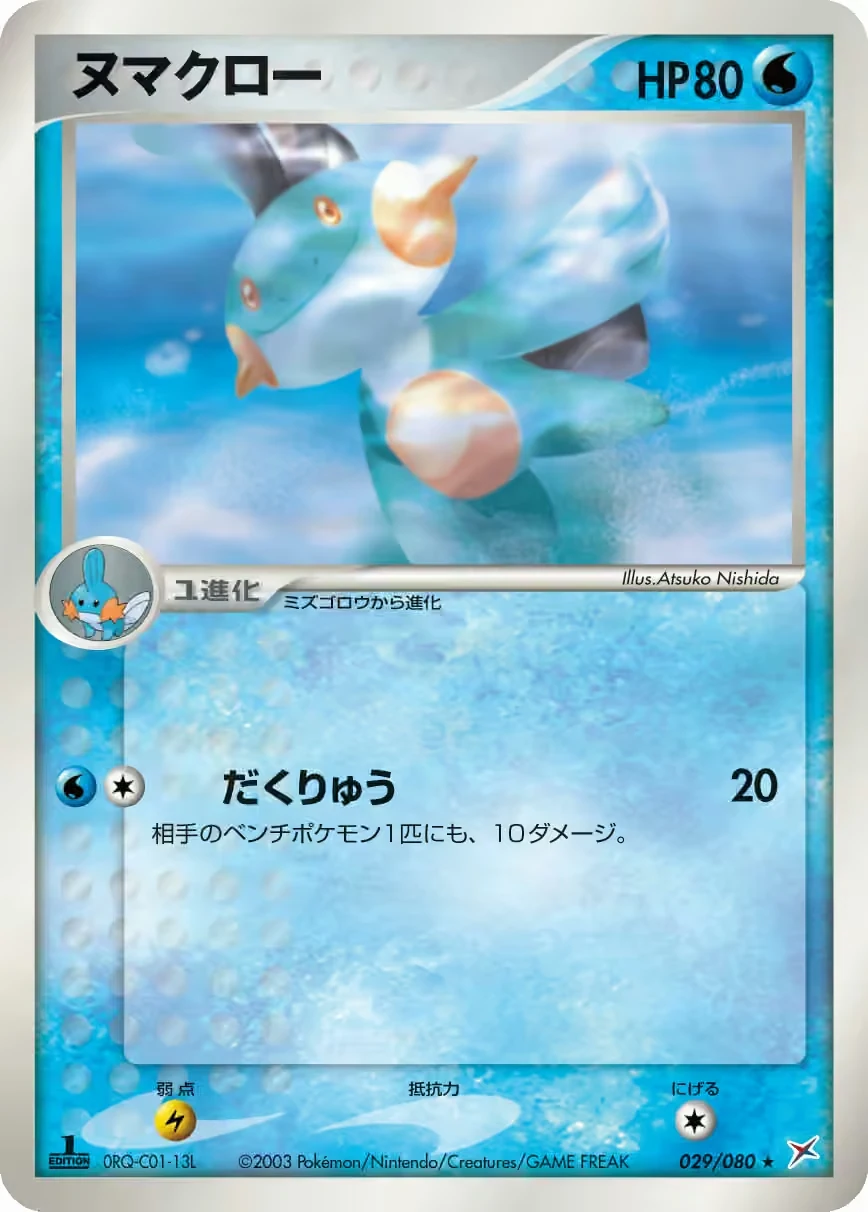 ヌマクロー
HP80
Illus.Atsuko Nishida
1進化
ミズゴロウから進化
だくりゅう 20
相手のベンチポケモン1匹にも、10ダメージ。
弱点 抵抗力 にげる
1 EDITION 0RQ-C01-13L ©2003 Pokémon/Nintendo/Creatures/GAME FREAK 029/080 ★